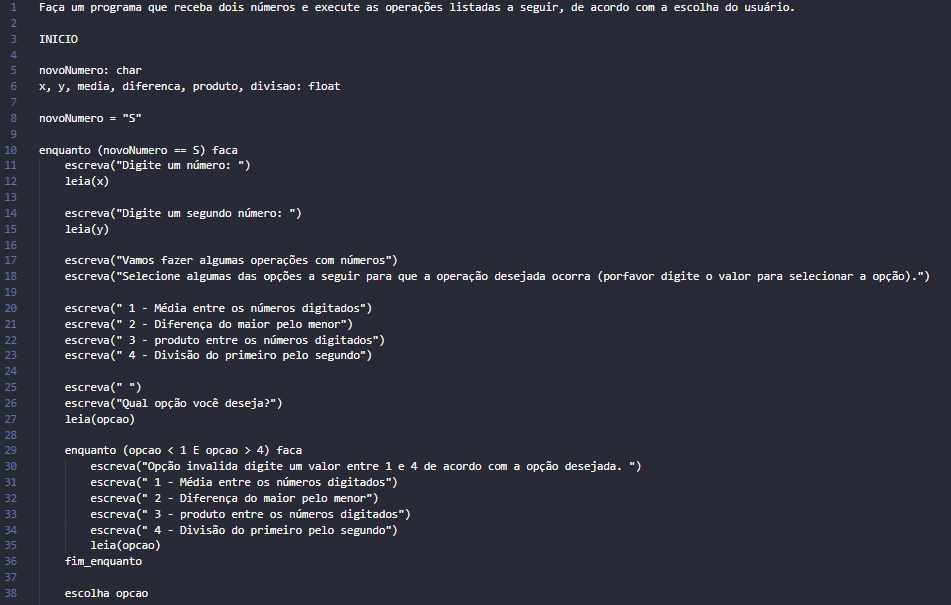 1 Faça um programa que receba dois números e execute as operações listadas a seguir, de acordo com a escolha do usuário.
2
3 INICIO
4
5 novoNumero: char
6 x, y, media, diferenca, produto, divisao: float
7
8 novoNumero = "S"
9
10 enquanto (novoNumero == S) faca
11 escreva("Digite um número: ")
12 leia(x)
13
14 escreva("Digite um segundo número: ")
15 leia(y)
16
17 escreva("Vamos fazer algumas operações com números")
18 escreva("Selecione algumas das opções a seguir para que a operação desejada ocorra (porfavor digite o valor para selecionar a opção).")
19
20 escreva(" 1 - Média entre os números digitados")
21 escreva(" 2 - Diferença do maior pelo menor")
22 escreva(" 3 - produto entre os números digitados")
23 escreva(" 4 - Divisão do primeiro pelo segundo")
24
25 escreva(" ")
26 escreva("Qual opção você deseja?")
27 leia(opcao)
28
29 enquanto (opcao < 1 E opcao > 4) faca
30 escreva("Opção invalida digite um valor entre 1 e 4 de acordo com a opção desejada. ")
31 escreva(" 1 - Média entre os números digitados")
32 escreva(" 2 - Diferença do maior pelo menor")
33 escreva(" 3 - produto entre os números digitados")
34 escreva(" 4 - Divisão do primeiro pelo segundo")
35 leia(opcao)
36 fim_enquanto
37
38 escolha opcao